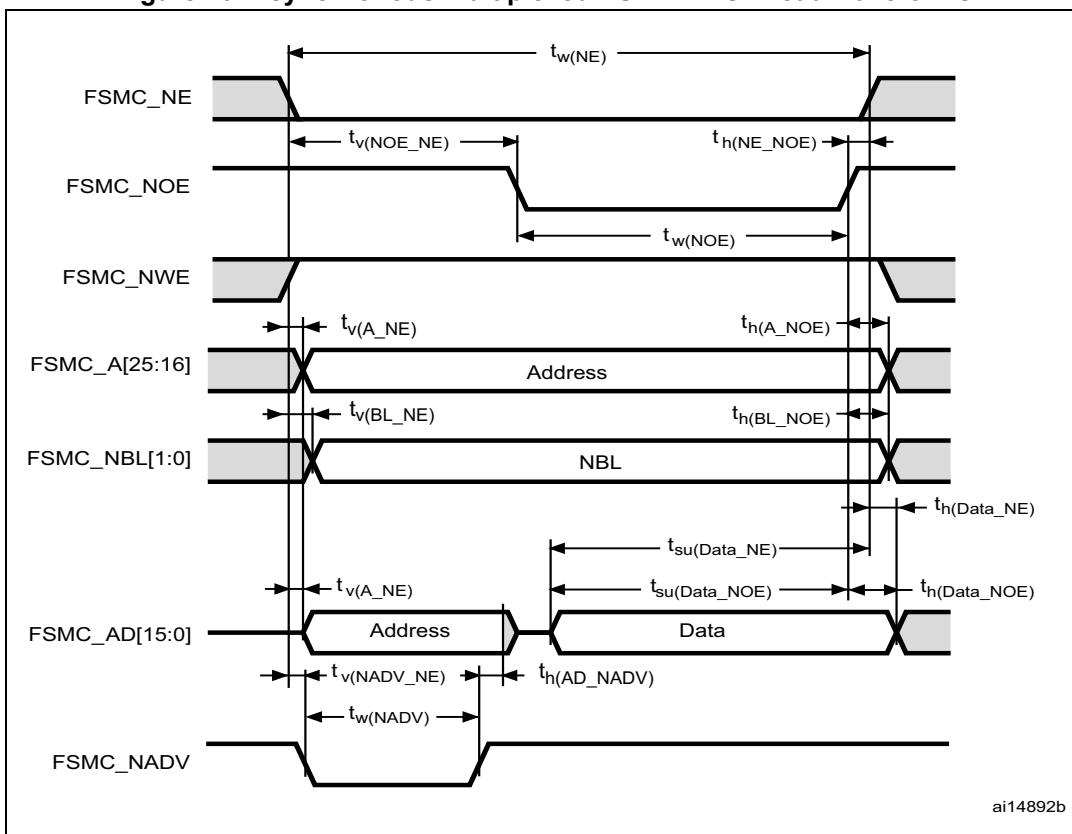 tw(NE)
FSMC_NE
tv(NOE_NE)
th(NE_NOE)
FSMC_NOE
tw(NOE)
FSMC_NWE
tv(A_NE)
th(A_NOE)
FSMC_A[25:16]
Address
tv(BL_NE)
th(BL_NOE)
FSMC_NBL[1:0]
NBL
th(Data_NE)
tsu(Data_NE)
tv(A_NE)
tsu(Data_NOE)
th(Data_NOE)
FSMC_AD[15:0]
Address
Data
tv(NADV_NE)
th(AD_NADV)
tw(NADV)
FSMC_NADV
ai14892b